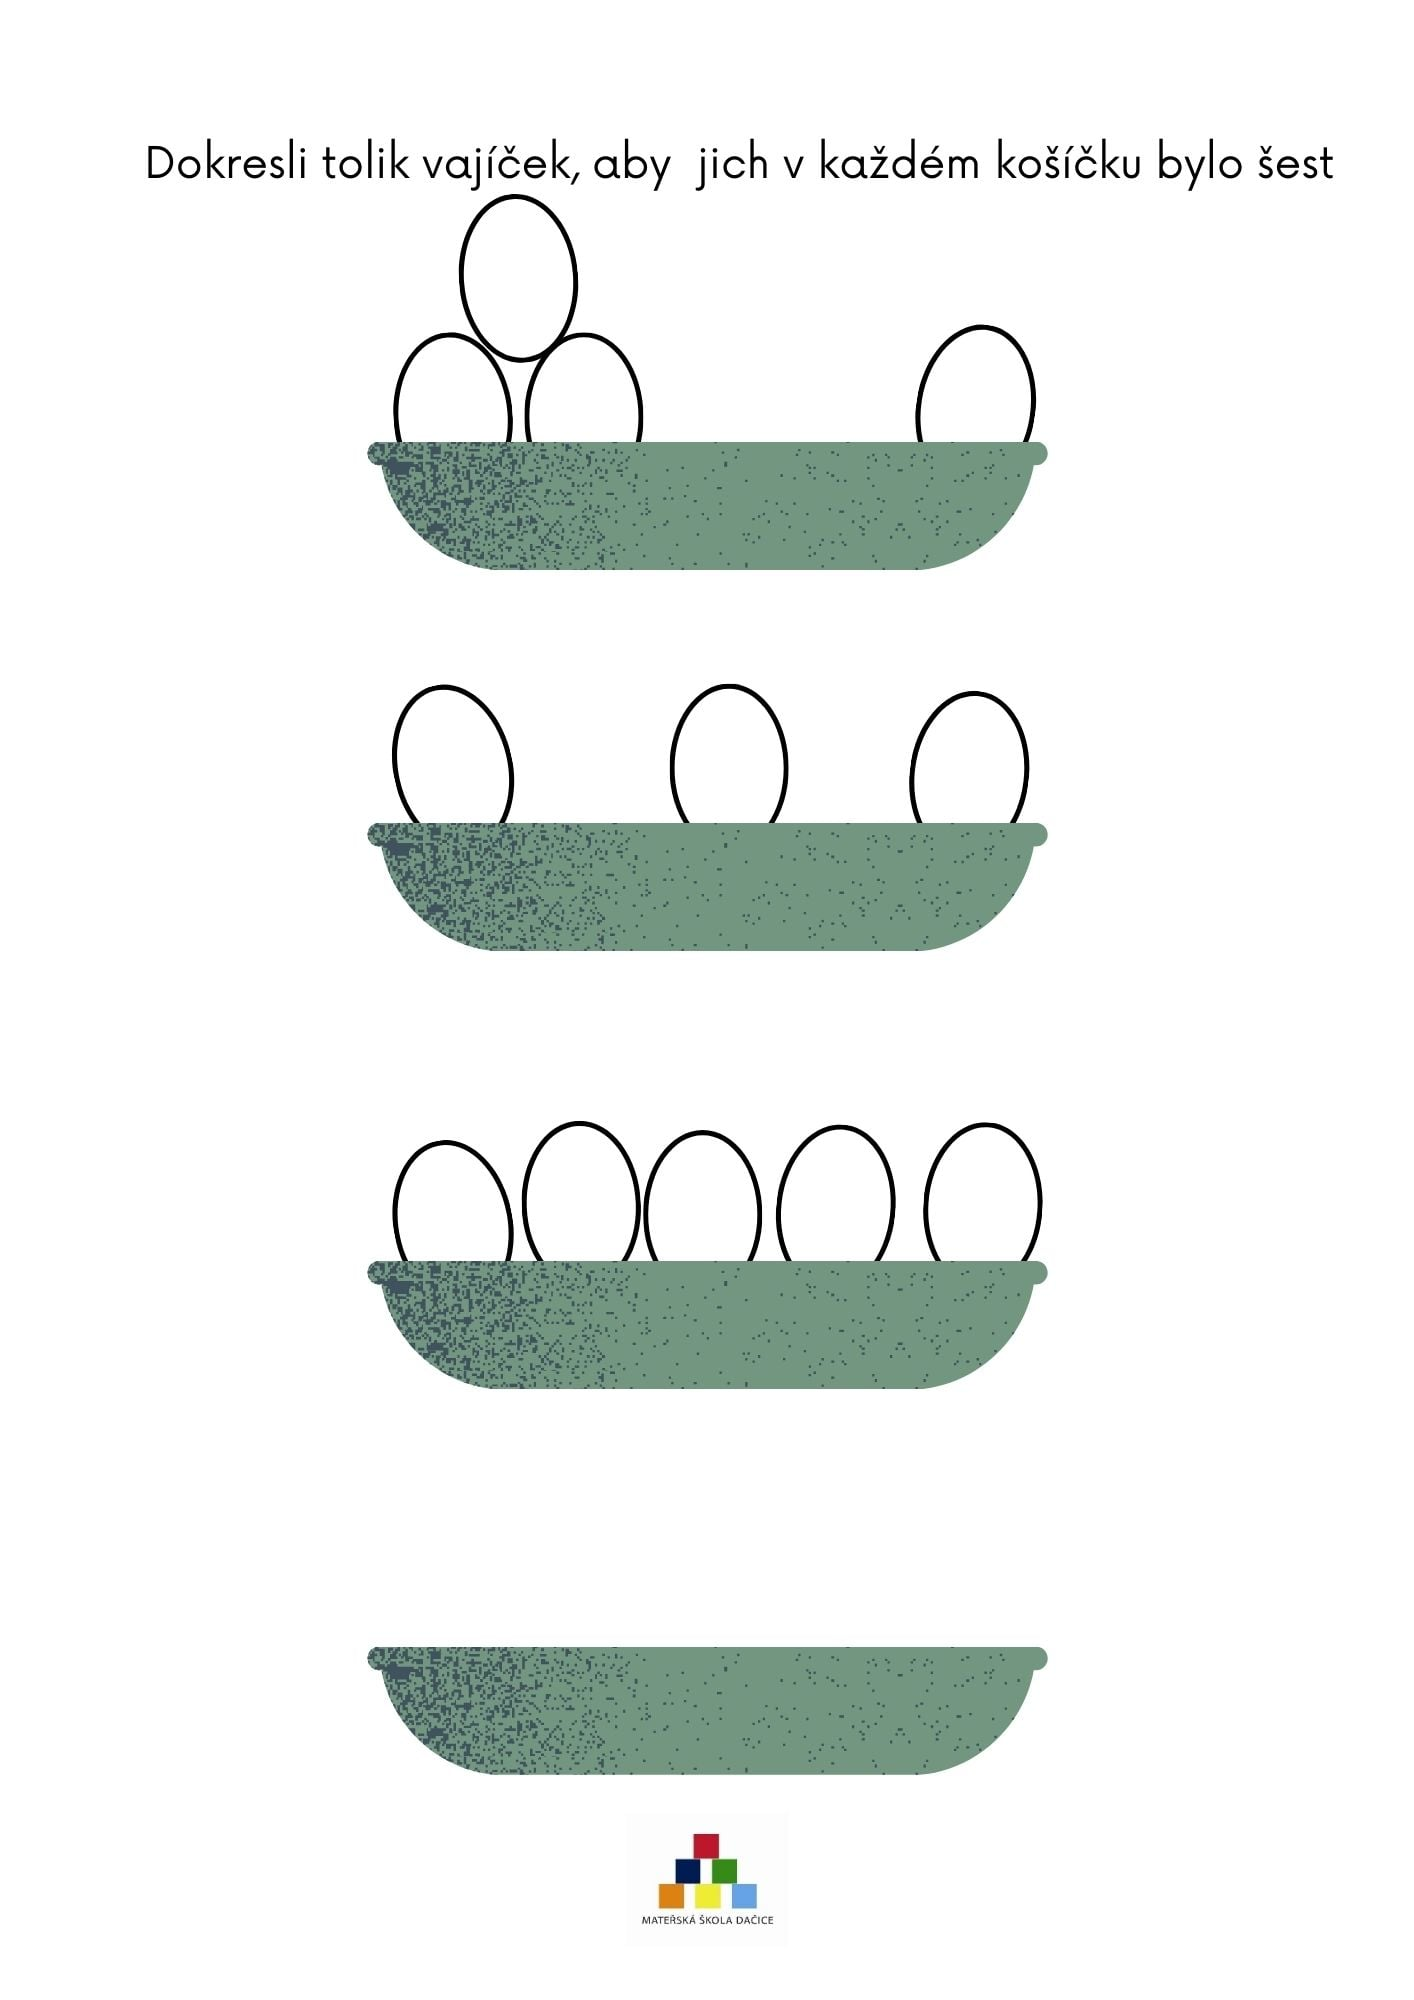 Dokresli tolik vajíček, aby jich v každém košíčku bylo šest
MATEŘSKÁ ŠKOLA DAČICE